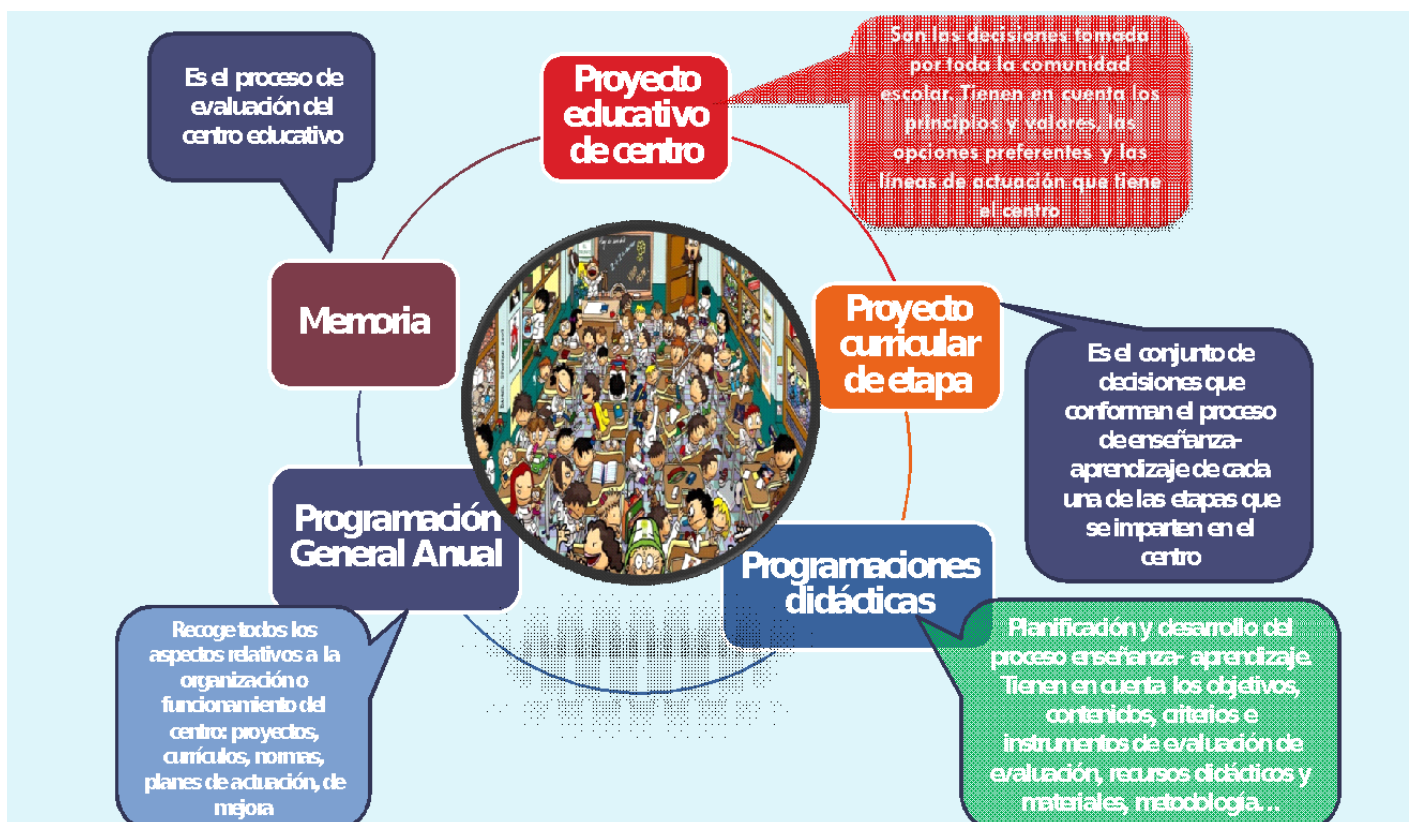 Es el proceso de
evaluación del
centro educativo
Proyecto
educativo
de centro
Son las decisiones tomada
por toda la comunidad
escolar. Tienen en cuenta los
principios y valores, las
opciones preferentes y las
líneas de actuación que tiene
el centro
Memoria
Proyecto
curricular
de etapa
Es el conjunto de
decisiones que
conforman el proceso
de enseñanza-
aprendizaje de cada
una de las etapas que
se imparten en el
centro
Programación
General Anual
Programaciones
didácticas
Recoge todos los
aspectos relativos a la
organización o
funcionamiento del
centro: proyectos,
currículos, normas,
planes de actuación, de
mejora
Planificación y desarrollo del
proceso enseñanza- aprendizaje.
Tienen en cuenta los objetivos,
contenidos, criterios e
instrumentos de evaluación de
evaluación, recursos didácticos y
materiales, metodología…